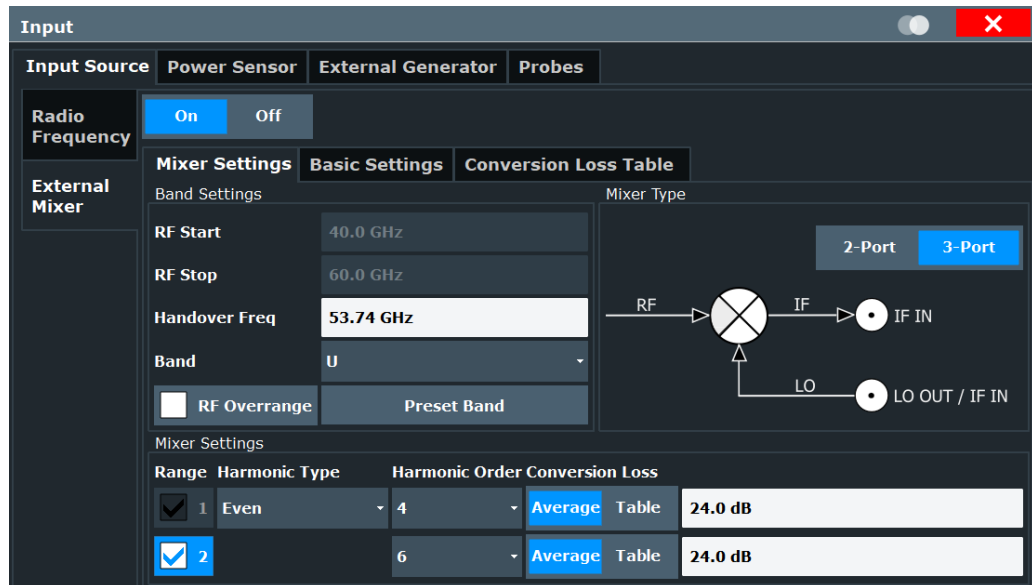 Input
Input Source Power Sensor External Generator Probes
Radio
Frequency
On Off
External
Mixer
Mixer Settings Basic Settings Conversion Loss Table
Band Settings
RF Start 40.0 GHz
RF Stop 60.0 GHz
Handover Freq 53.74 GHz
Band U
RF Overrange Preset Band
Mixer Type
2-Port 3-Port
RF IF IF IN
LO LO OUT / IF IN
Mixer Settings
Range Harmonic Type Harmonic Order Conversion Loss
1 Even 4 Average Table 24.0 dB
2 6 Average Table 24.0 dB